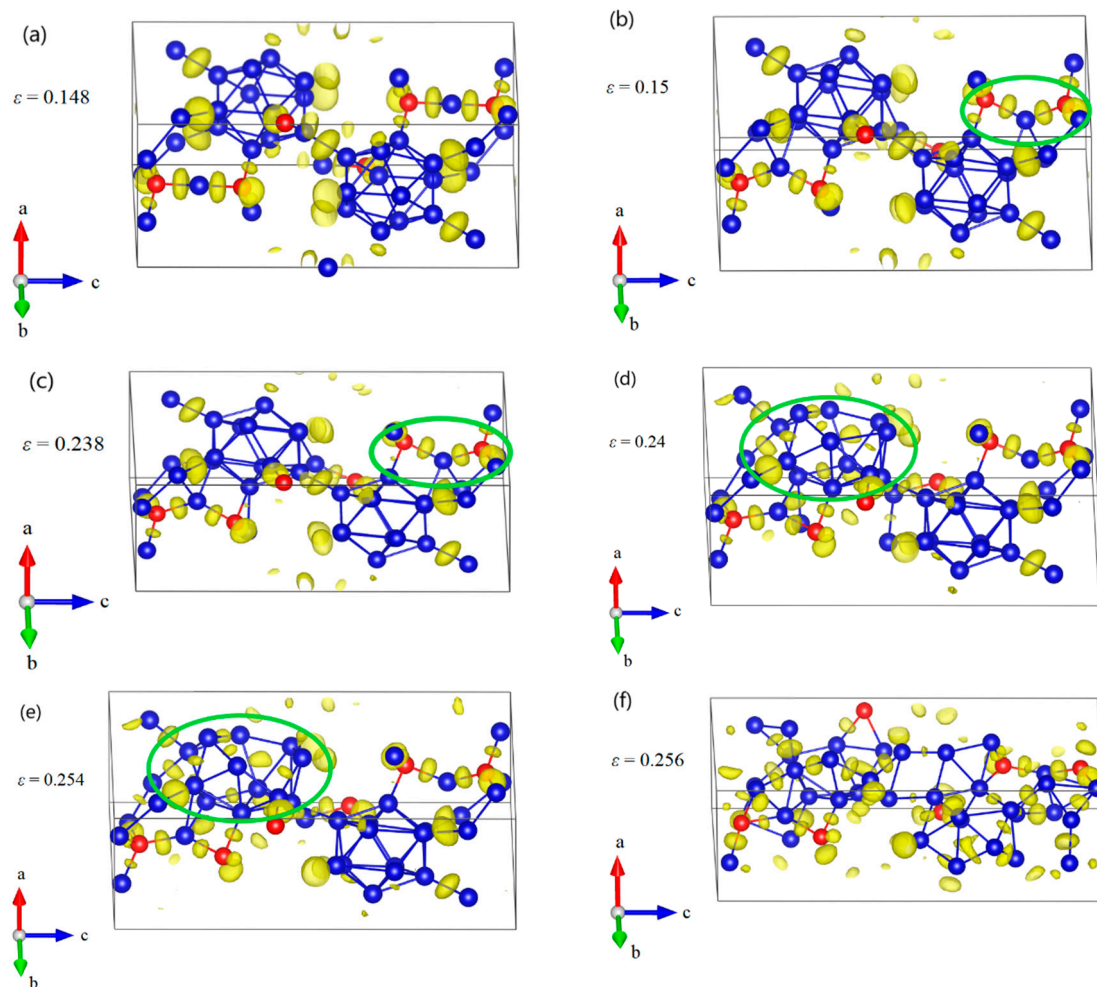 (a)
ε = 0.148
a
c
b
(b)
ε = 0.15
a
c
b
(c)
ε = 0.238
a
c
b
(d)
ε = 0.24
a
c
b
(e)
ε = 0.254
a
c
b
(f)
ε = 0.256
a
c
b